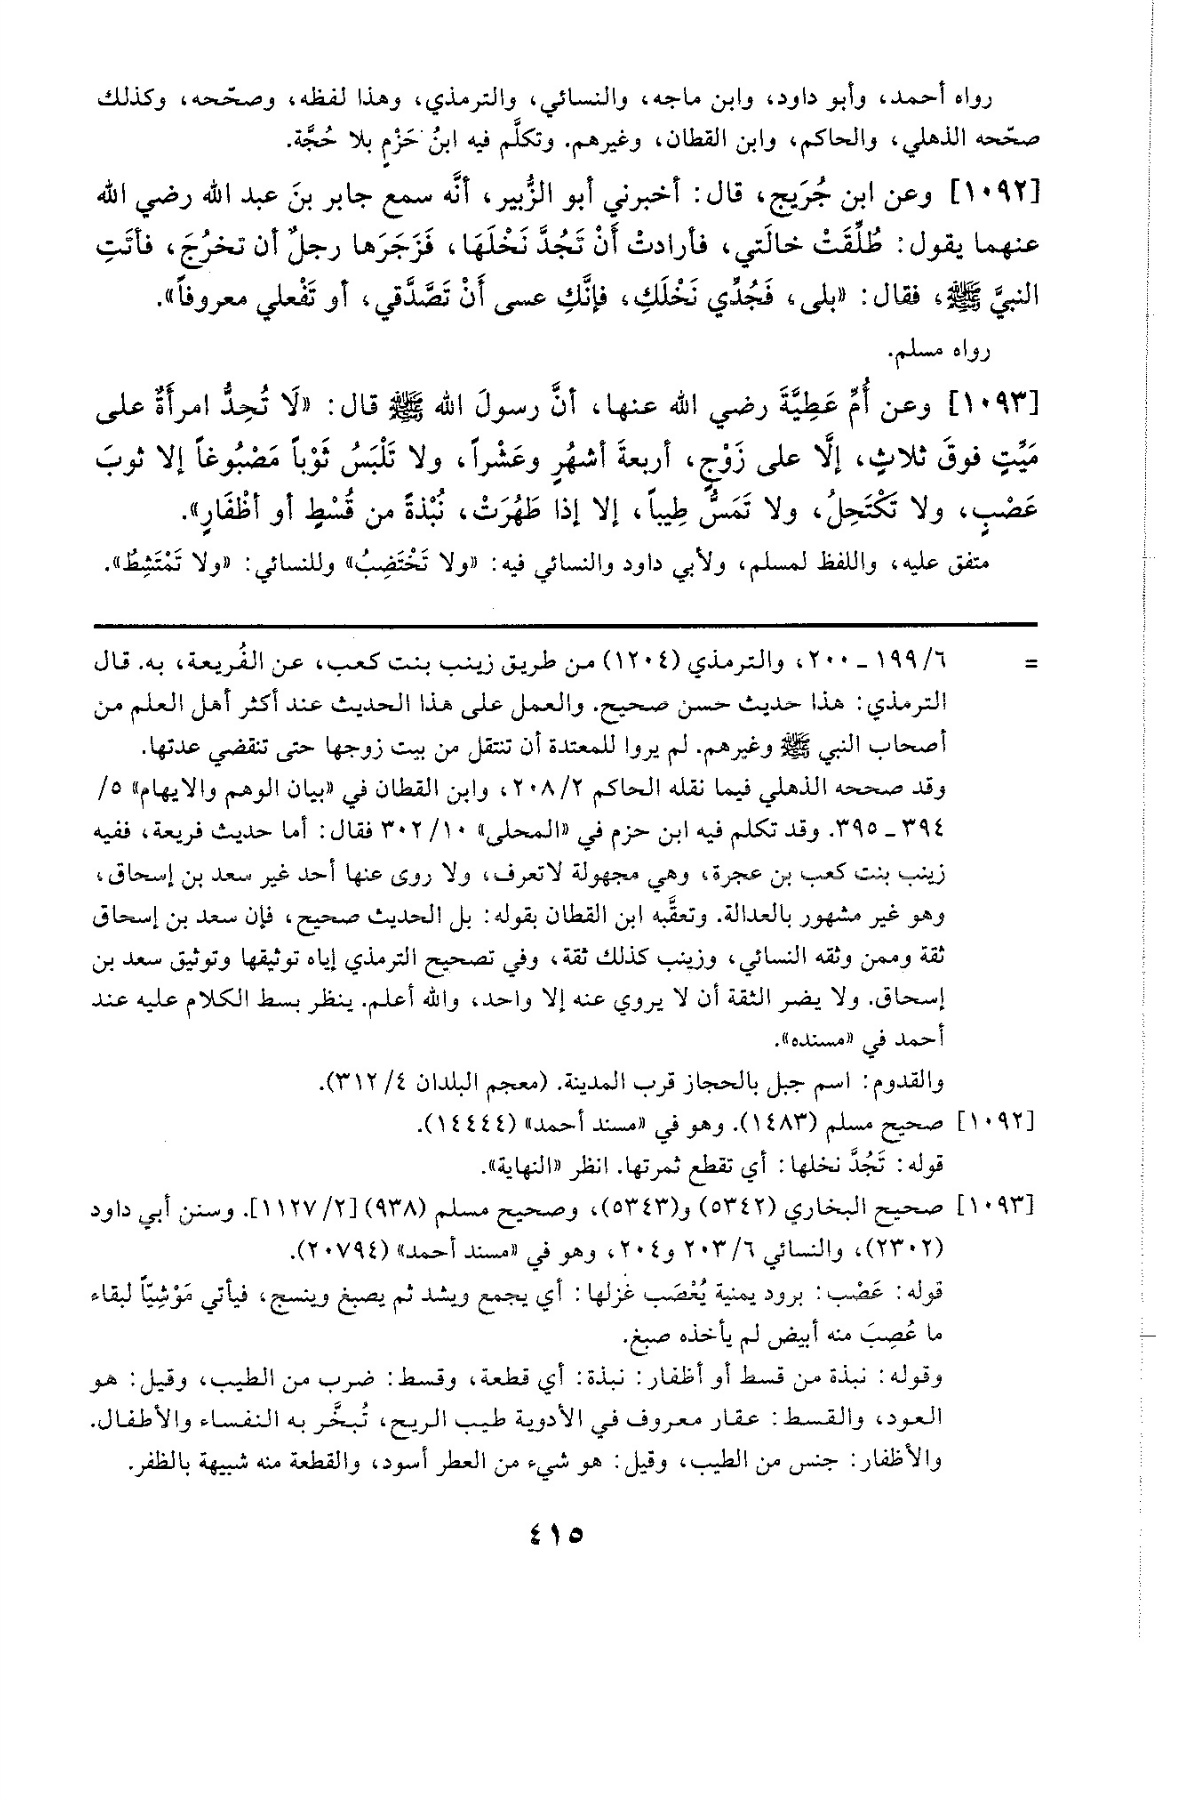 رواه أحمد، وأبو داود، وابن ماجه، والنسائي، والترمذي، وهذا لفظه، وصحّحه، وكذلك
صحّحه الذهلي، والحاكم، وابن القطان، وغيرهم. وتكلَّم فيه ابنُ حَزْمٍ بلا حُجَّة.
[١٠٩٢] وعن ابن جُرَيج، قال: أخبرني أبو الزُّبير، أنَّه سمع جابر بنَ عبد الله رضي الله
عنهما يقول: طُلِّقَتْ خالَتي، فأرادتْ أَنْ تَجُدَّ نَخْلَهَا، فَزَجَرَها رجلٌ أن تخرُجَ، فأتَتِ
النبيَّ ﷺ، فقال: «بلى، فَجُدِّي نَخْلَكِ، فإنَّكِ عسى أَنْ تَصَّدَّقي، أو تَفْعلي معروفاً».
رواه مسلم.
[١٠٩٣] وعن أُمِّ عَطِيَّةَ رضي الله عنها، أنَّ رسولَ الله ﷺ قال: «لَا تُحِدُّ امرأَةٌ على
مَيِّتٍ فوقَ ثلاثٍ، إلَّا على زَوْجٍ، أربعةَ أشهُرٍ وعَشْراً، ولا تَلْبَسُ ثَوْباً مَصْبُوغاً إلا ثوبَ
عَصْبٍ، ولا تَكْتَحِلُ، ولا تَمَسُّ طِيباً، إلا إذا طَهُرَتْ، نُبْذةً من قُسْطٍ أو أظْفَارٍ».
متفق عليه، واللفظ لمسلم، ولأبي داود والنسائي فيه: «ولا تَخْتَضِبُ» وللنسائي: «ولا تَمْتَشِطُ».
= ٦/ ١٩٩ ـ ٢٠٠، والترمذي (١٢٠٤) من طريق زينب بنت كعب، عن الفُريعة، به. قال
الترمذي: هذا حديث حسن صحيح. والعمل على هذا الحديث عند أكثر أهل العلم من
أصحاب النبي ﷺ وغيرهم. لم يروا للمعتدة أن تنتقل من بيت زوجها حتى تنقضي عدتها.
وقد صححه الذهلي فيما نقله الحاكم ٢/ ٢٠٨، وابن القطان في «بيان الوهم والايهام» ٥/
٣٩٤ ـ ٣٩٥. وقد تكلم فيه ابن حزم في «المحلى» ١٠/ ٣٠٢ فقال: أما حديث فريعة، ففيه
زينب بنت كعب بن عجرة، وهي مجهولة لاتعرف، ولا روى عنها أحد غير سعد بن إسحاق،
وهو غير مشهور بالعدالة. وتعقَّبه ابن القطان بقوله: بل الحديث صحيح، فإن سعد بن إسحاق
ثقة وممن وثقه النسائي، وزينب كذلك ثقة، وفي تصحيح الترمذي إياه توثيقها وتوثيق سعد بن
إسحاق. ولا يضر الثقة أن لا يروي عنه إلا واحد، والله أعلم. ينظر بسط الكلام عليه عند
أحمد في «مسنده».
والقدوم: اسم جبل بالحجاز قرب المدينة. (معجم البلدان ٤/ ٣١٢).
[١٠٩٢] صحيح مسلم (١٤٨٣). وهو في «مسند أحمد» (١٤٤٤٤).
قوله: تَجُدَّ نخلها: أي تقطع ثمرتها. انظر «النهاية».
[١٠٩٣] صحيح البخاري (٥٣٤٢) و(٥٣٤٣)، وصحيح مسلم (٩٣٨)[٢/ ١١٢٧]. وسنن أبي داود
(٢٣٠٢)، والنسائي ٦/ ٢٠٣ و٢٠٤، وهو في «مسند أحمد» (٢٠٧٩٤).
قوله: عَصْب: برود يمنية يُعْصَب غزلها: أي يجمع ويشد ثم يصبغ وينسج، فيأتي مَوْشِيّاً لبقاء
ما عُصِبَ منه أبيض لم يأخذه صبغ.
وقوله: نبذة من قسط أو أظفار: نبذة: أي قطعة، وقسط: ضرب من الطيب، وقيل: هو
العود، والقسط: عقار معروف في الأدوية طيب الريح، تُبخَّر به النفساء والأطفال.
والأظفار: جنس من الطيب، وقيل: هو شيء من العطر أسود، والقطعة منه شبيهة بالظفر.
٤١٥